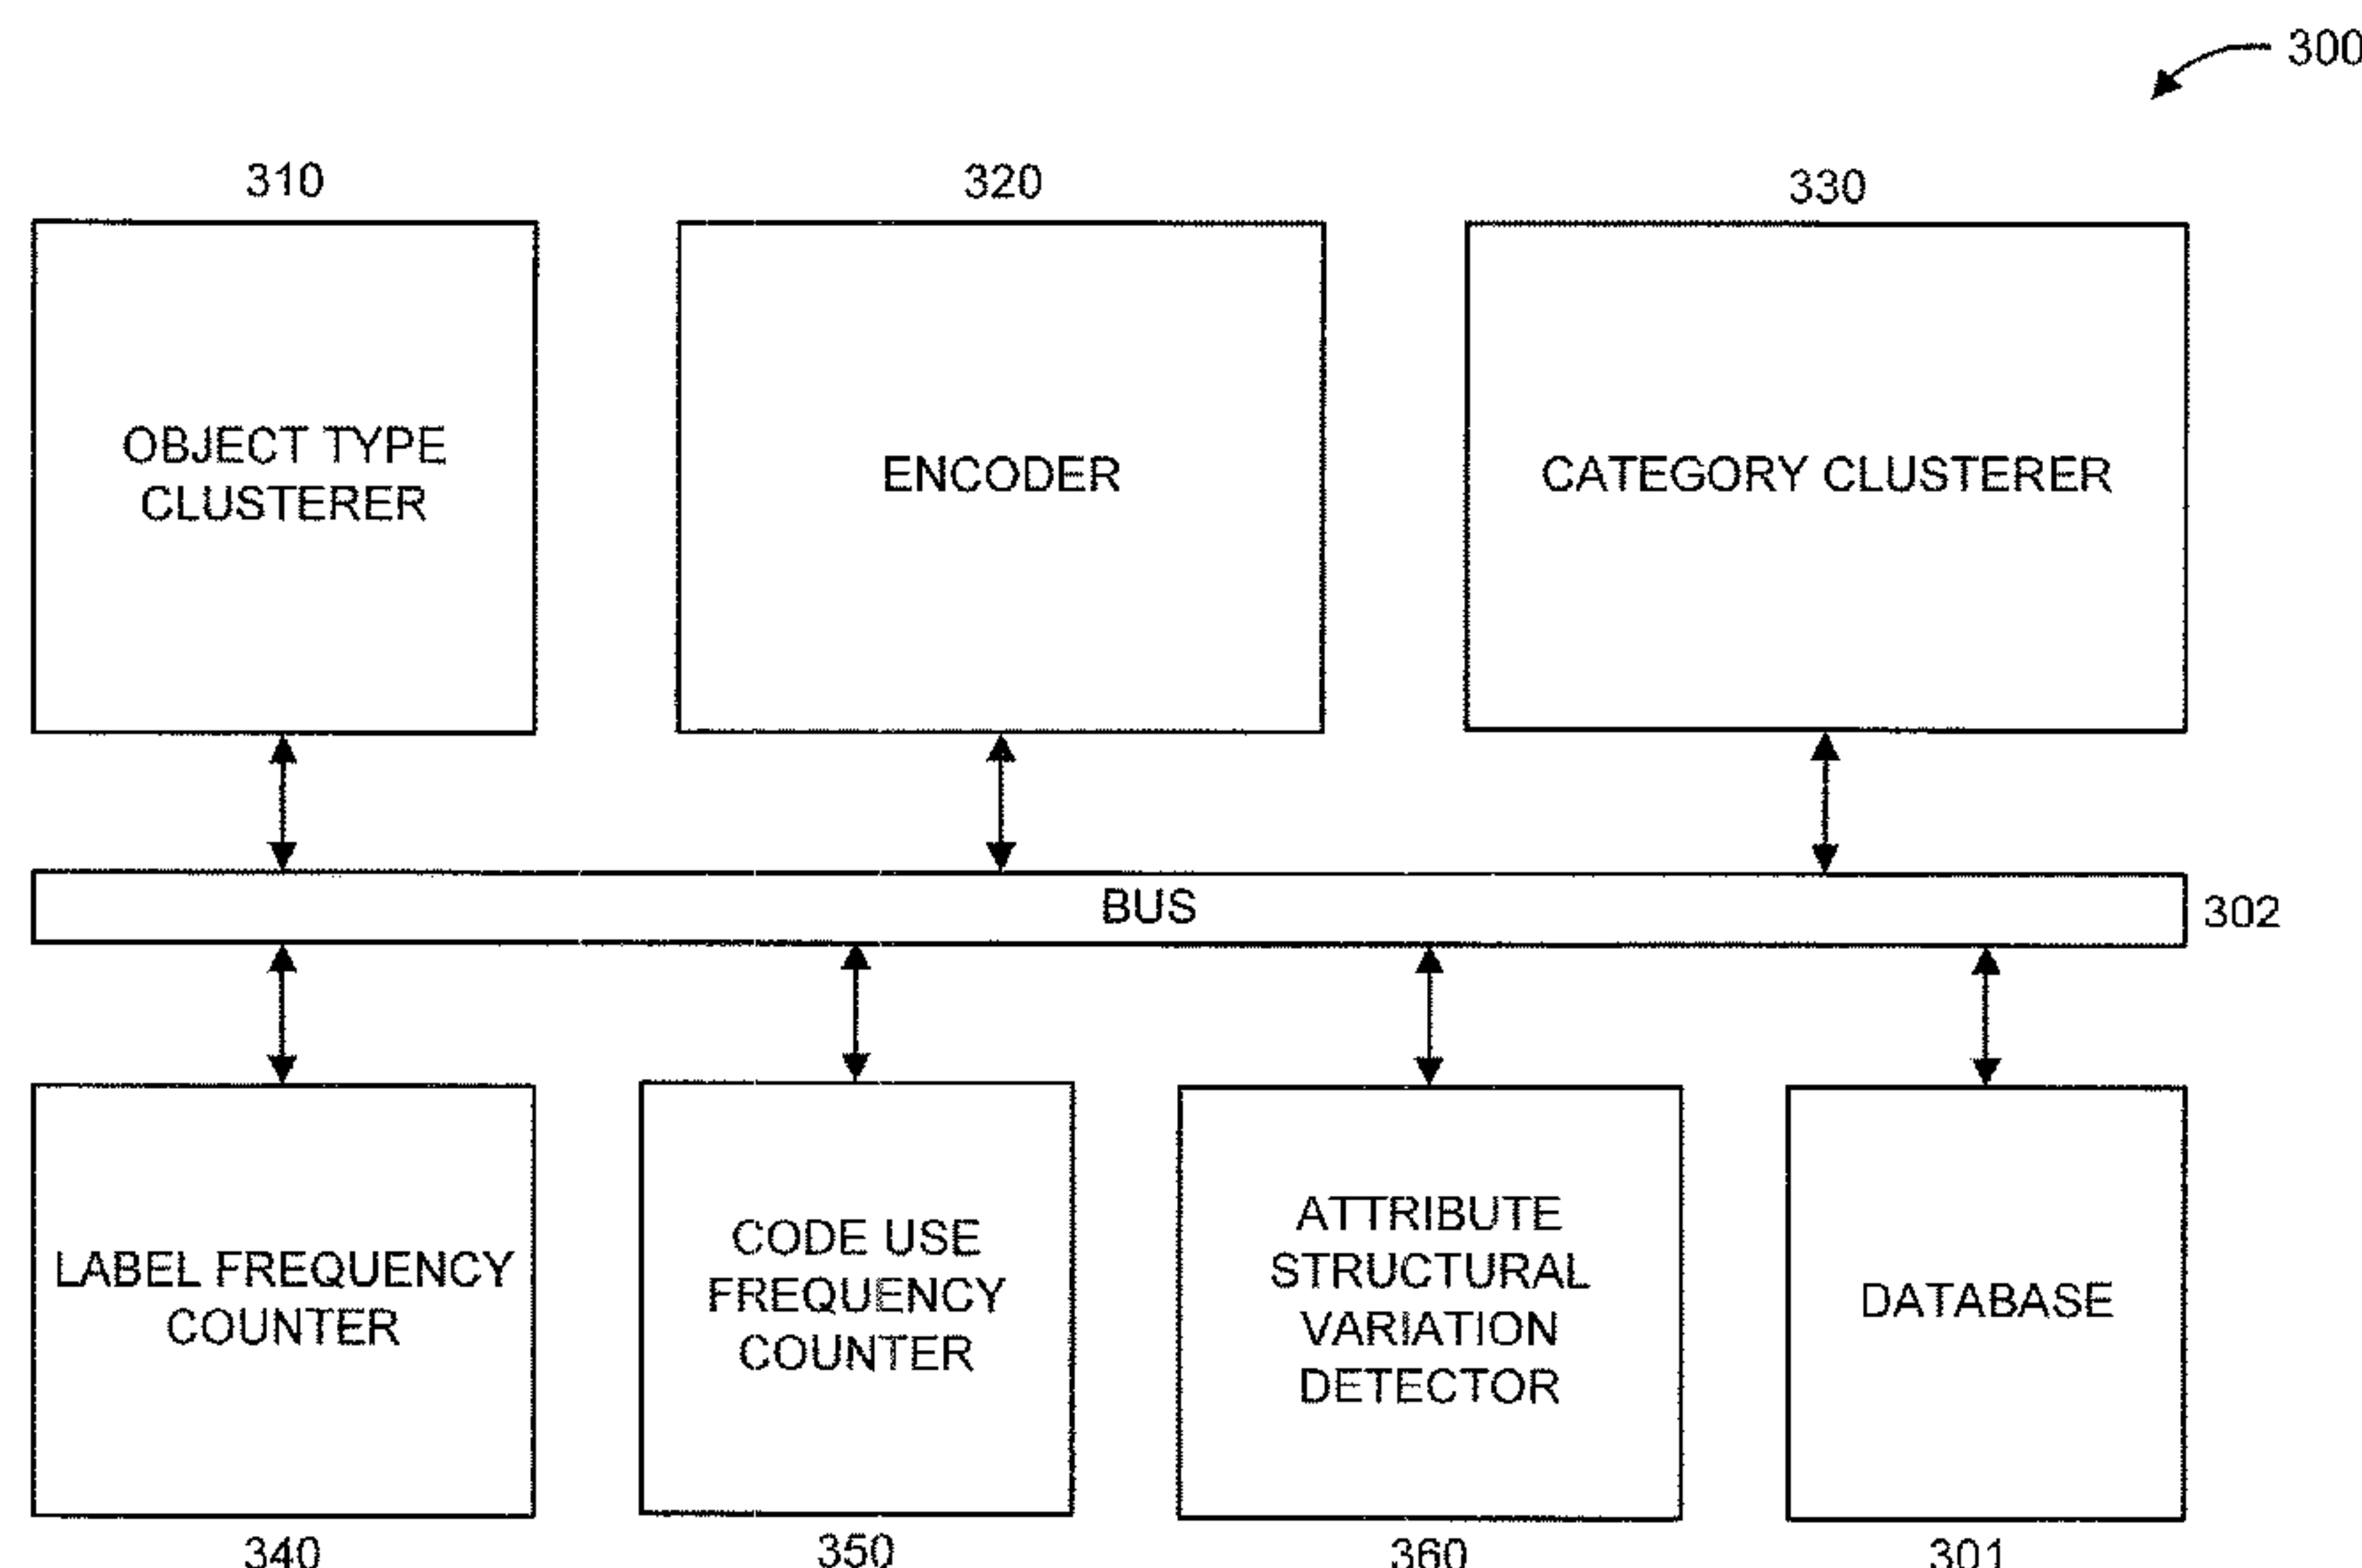 300
310
320
330
OBJECT TYPE
CLUSTERER
ENCODER
CATEGORY CLUSTERER
BUS
302
LABEL FREQUENCY
COUNTER
CODE USE
FREQUENCY
COUNTER
ATTRIBUTE
STRUCTURAL
VARIATION
DETECTOR
DATABASE
340
350
360
301